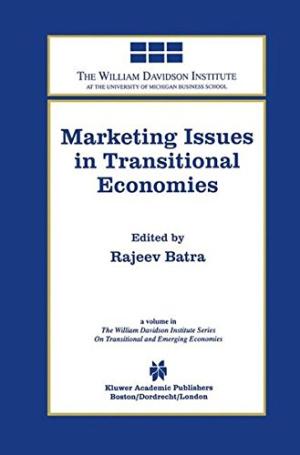 THE WILLIAM DAVIDSON INSTITUTE
AT THE UNIVERSITY OF MICHIGAN BUSINESS SCHOOL
Marketing Issues
in Transitional
Economies
Edited by
Rajeev Batra
a volume in
The William Davidson Institute Series
On Transitional and Emerging Economies
Kluwer Academic Publishers
Boston/Dordrecht/London